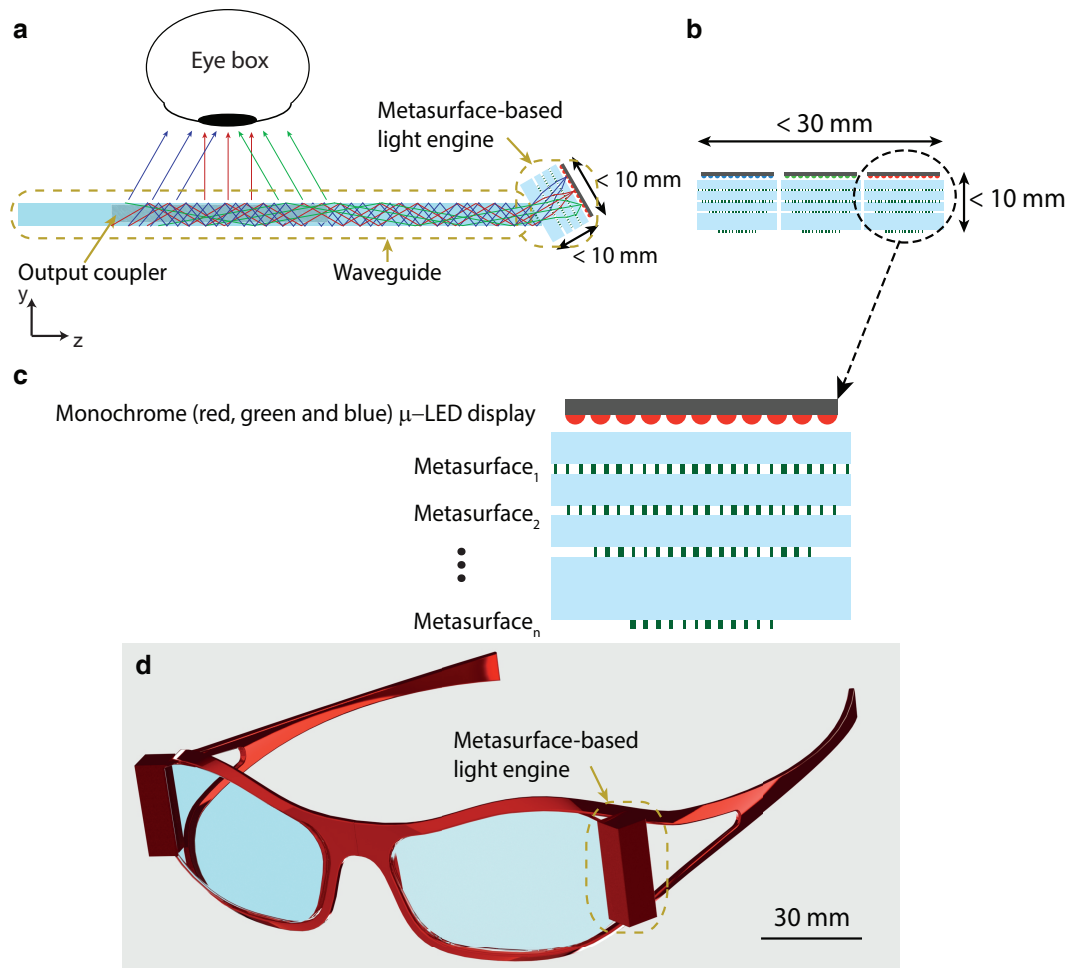 a
Eye box
Metasurface-based
light engine
< 10 mm
< 10 mm
Output coupler
Waveguide
y
z
b
< 30 mm
< 10 mm
c
Monochrome (red, green and blue) μ–LED display
Metasurface1
Metasurface2
Metasurfacen
d
Metasurface-based
light engine
30 mm